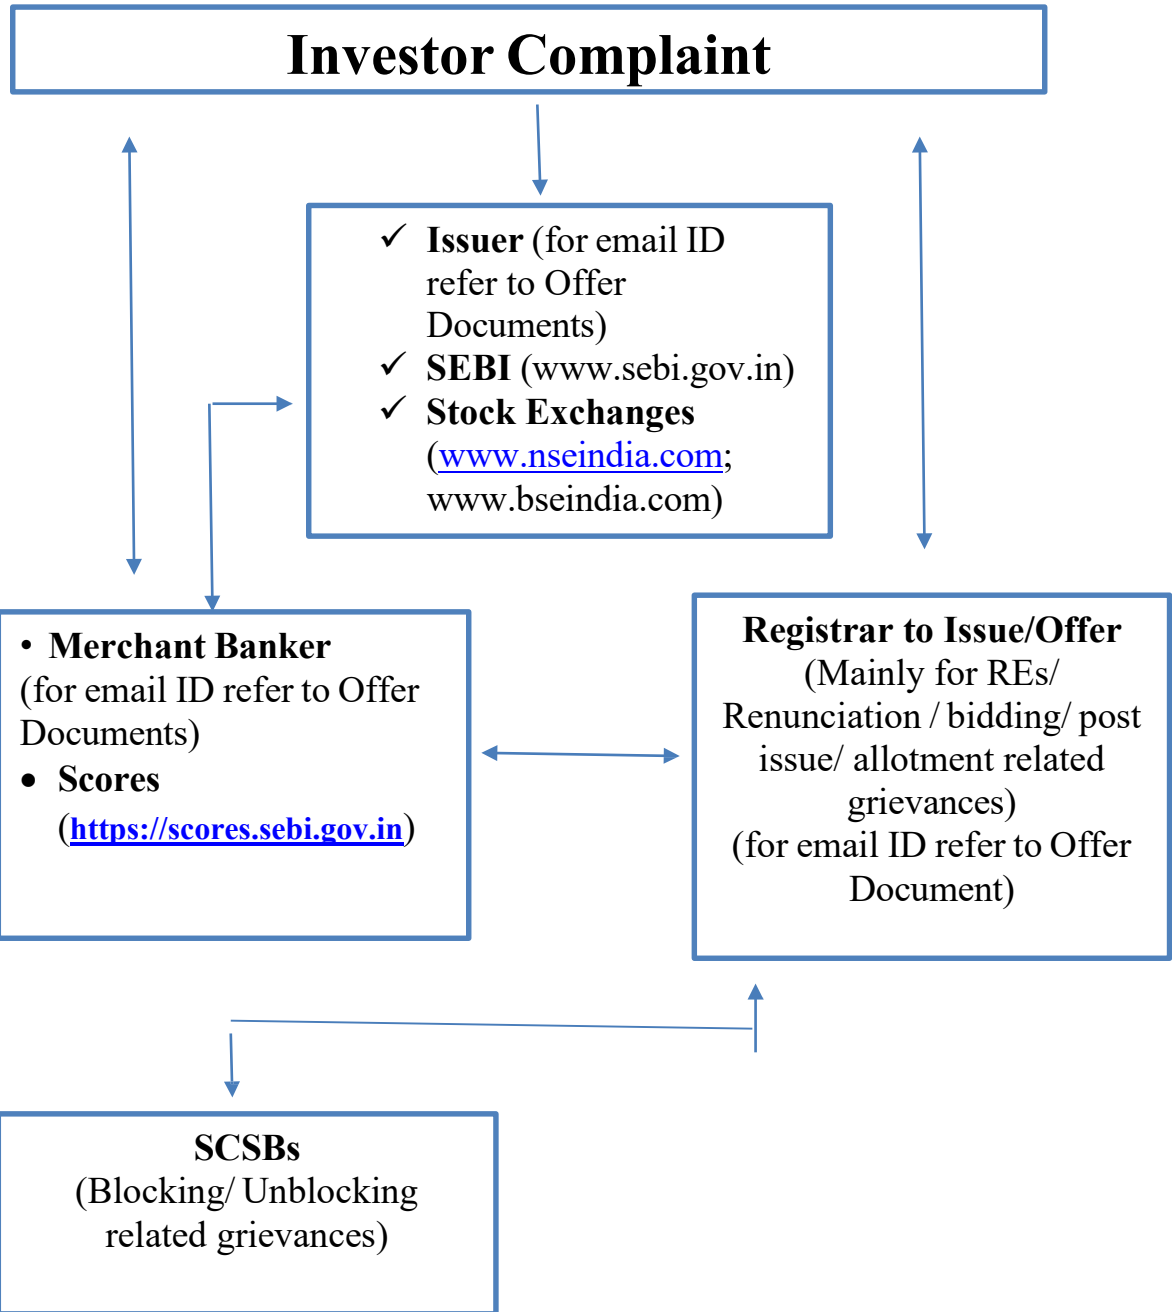 Investor Complaint
✓ Issuer (for email ID
refer to Offer
Documents)
✓ SEBI (www.sebi.gov.in)
✓ Stock Exchanges
(www.nseindia.com;
www.bseindia.com)
• Merchant Banker
(for email ID refer to Offer
Documents)
• Scores
(https://scores.sebi.gov.in)
Registrar to Issue/Offer
(Mainly for REs/
Renunciation / bidding/ post
issue/ allotment related
grievances)
(for email ID refer to Offer
Document)
SCSBs
(Blocking/ Unblocking
related grievances)